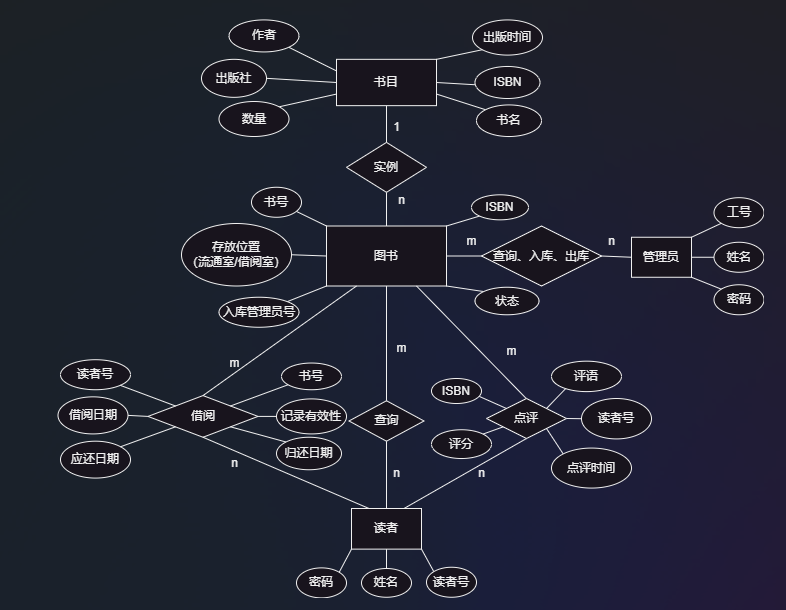 作者
出版时间
出版社
书目
ISBN
数量
书名
1
实例
n
书号
ISBN
工号
存放位置
(流通室/借阅室)
图书
m
查询、入库、出库
n
管理员
姓名
入库管理员号
状态
密码
m
m
m
读者号
书号
ISBN
评语
借阅日期
借阅
记录有效性
查询
点评
读者号
应还日期
归还日期
评分
点评时间
n
n
n
读者
密码
姓名
读者号